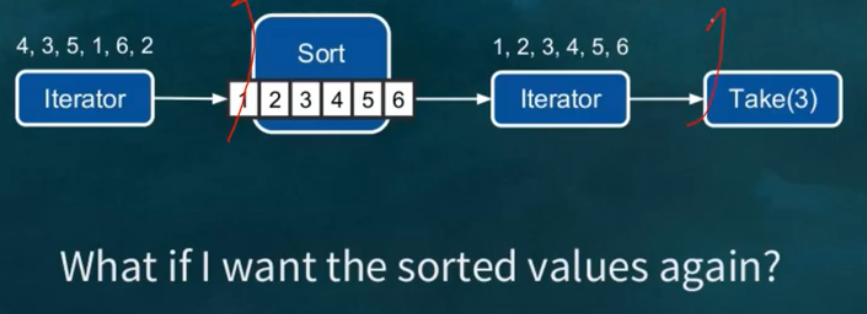 4, 3, 5, 1, 6, 2
Iterator
Sort
1 2 3 4 5 6
1, 2, 3, 4, 5, 6
Iterator
Take(3)
What if I want the sorted values again?